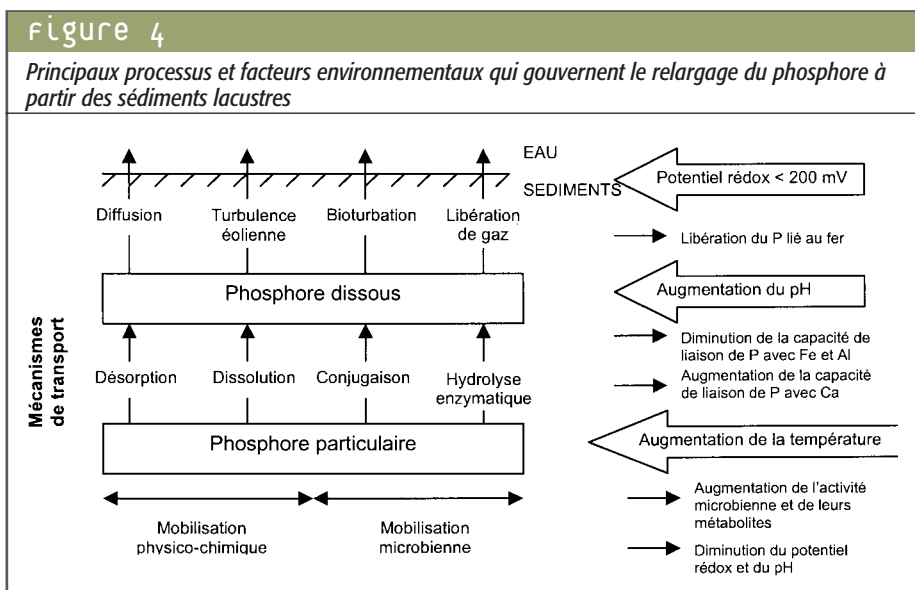 Figure 4
Principaux processus et facteurs environnementaux qui gouvernent le relargage du phosphore à
partir des sédiments lacustres
EAU
SEDIMENTS
Diffusion
Turbulence
éolienne
Bioturbation
Libération
de gaz
Phosphore dissous
Mécanismes
de transport
Désorption
Dissolution
Conjugaison
Hydrolyse
enzymatique
Phosphore particulaire
Mobilisation
physico-chimique
Mobilisation
microbienne
Potentiel rédox < 200 mV
Libération du P lié au fer
Augmentation du pH
Diminution de la capacité de
liaison de P avec Fe et Al
Augmentation de la capacité
de liaison de P avec Ca
Augmentation de la température
Augmentation de l'activité
microbienne et de leurs
métabolites
Diminution du potentiel
rédox et du pH